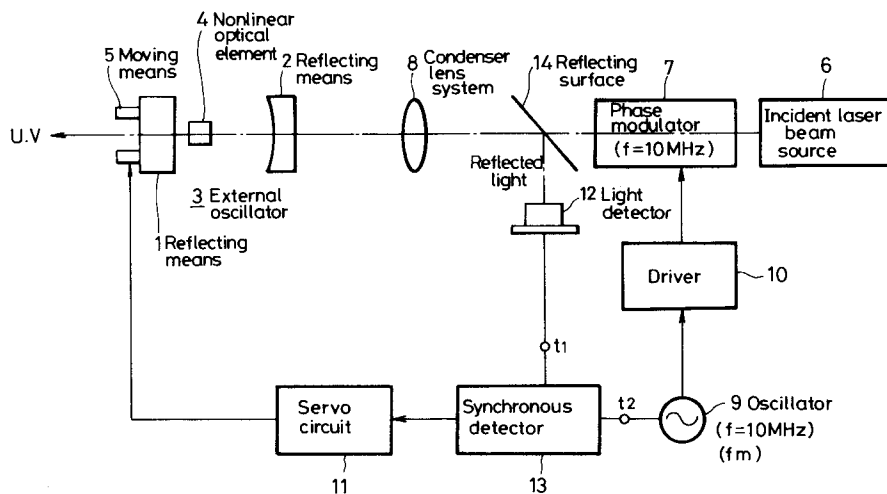 4 Nonlinear
optical
element
5 Moving
means
2 Reflecting
means
8 Condenser
lens
system
14 Reflecting
surface
7
Phase
modulator
(f=10MHz)
6
Incident laser
beam
source
U.V
Reflected
light
12 Light
detector
3 External
oscillator
1 Reflecting
means
Driver
10
t1
t2
Servo
circuit
11
Synchronous
detector
13
9 Oscillator
(f=10MHz)
(fm)